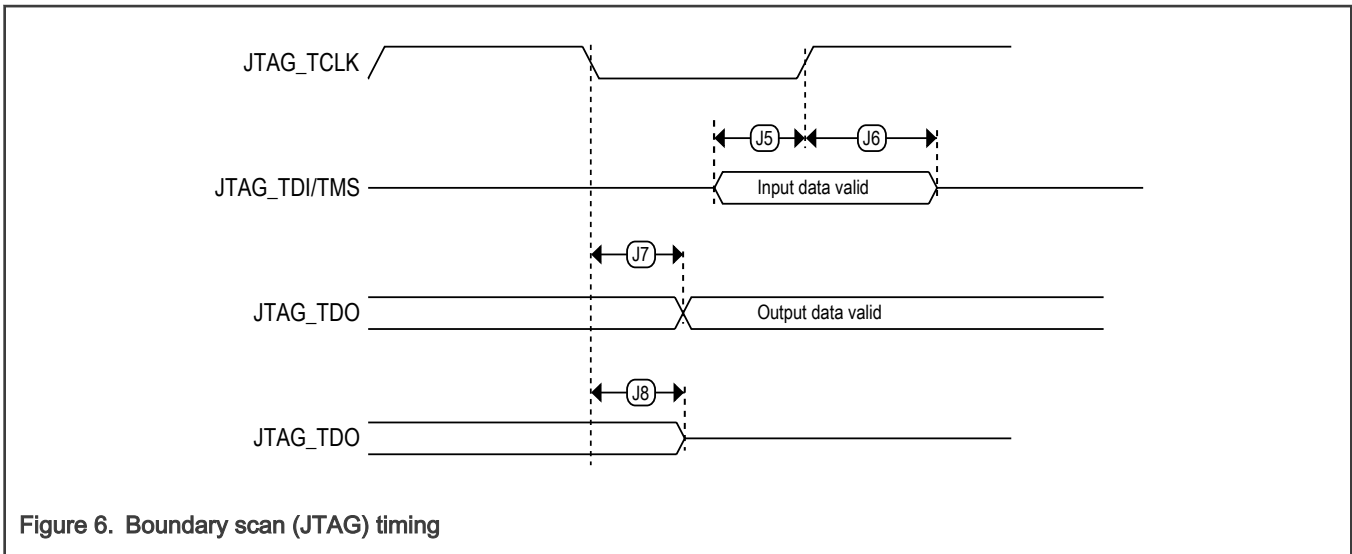 JTAG_TCLK
J5 J6
JTAG_TDI/TMS Input data valid
J7
JTAG_TDO Output data valid
J8
JTAG_TDO
Figure 6. Boundary scan (JTAG) timing